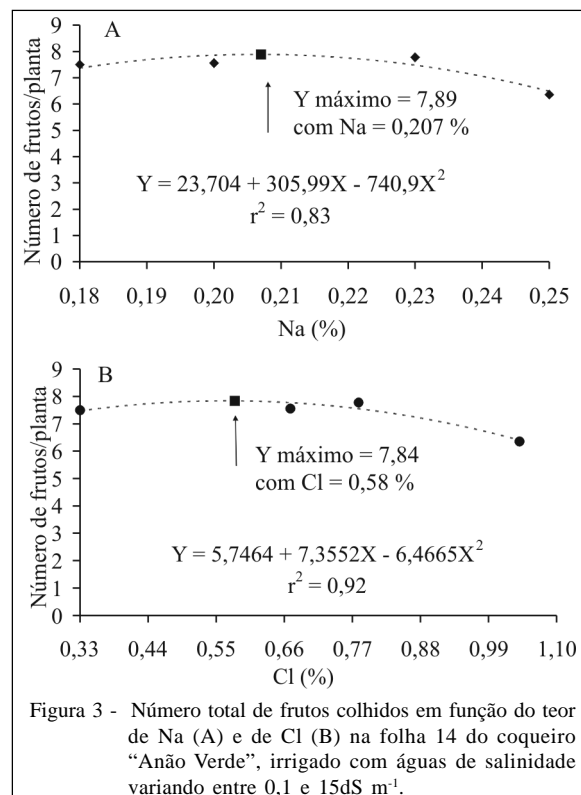 A
Número de frutos/planta
9
8
7
6
5
4
3
2
1
0
Y máximo = 7,89
com Na = 0,207 %
Y = 23,704 + 305,99X - 740,9X²
r² = 0,83
0,18 0,19 0,20 0,21 0,22 0,23 0,24 0,25
Na (%)
B
Número de frutos/planta
9
8
7
6
5
4
3
2
1
0
Y máximo = 7,84
com Cl = 0,58 %
Y = 5,7464 + 7,3552X - 6,4665X²
r² = 0,92
0,33 0,44 0,55 0,66 0,77 0,88 0,99 1,10
Cl (%)
Figura 3 - Número total de frutos colhidos em função do teor
de Na (A) e de Cl (B) na folha 14 do coqueiro
“Anão Verde”, irrigado com águas de salinidade
variando entre 0,1 e 15dS m⁻¹.